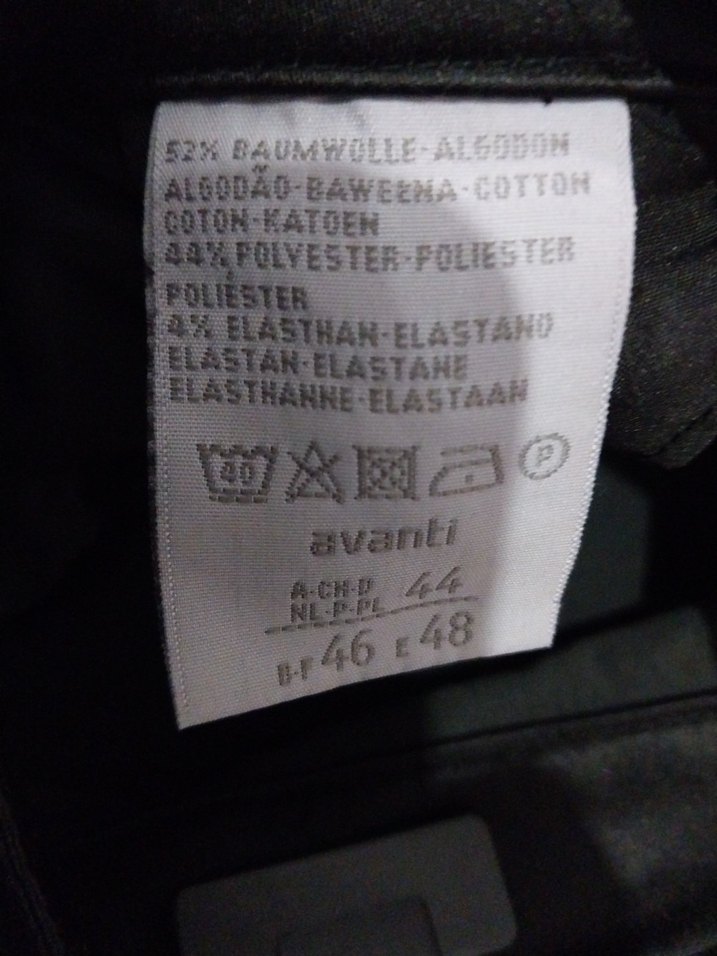 52% BAUMWOLLE-ALGODON
ALGODÃO-BAWEŁNA-COTTON
COTON-KATOEN
44% POLYESTER-POLIESTER
POLIÉSTER
4% ELASTHAN-ELASTANO
ELASTAN-ELASTANE
ELASTHANNE-ELASTAAN
40 P
avanti
A-CH-D 44
NL-P-PL
B-F 46 E 48